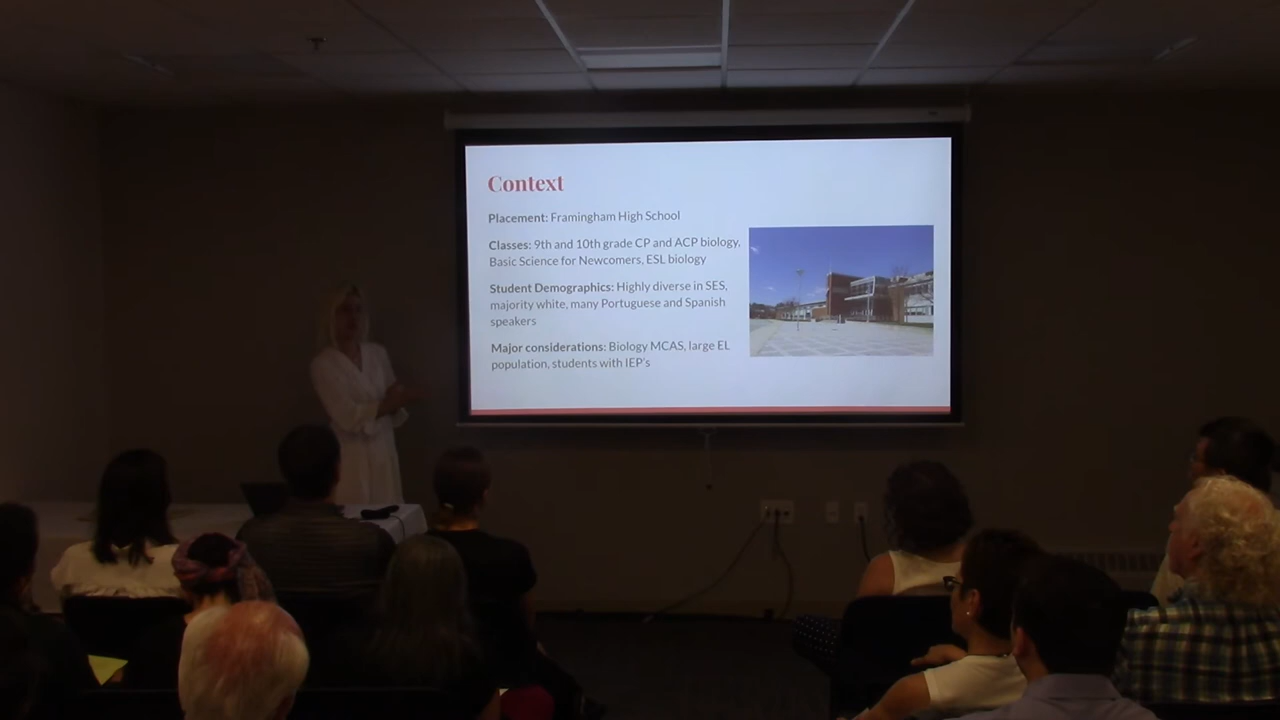 Context
Placement: Framingham High School
Classes: 9th and 10th grade CP and ACP biology,
Basic Science for Newcomers, ESL biology
Student Demographics: Highly diverse in SES,
majority white, many Portuguese and Spanish
speakers
Major considerations: Biology MCAS, large EL
population, students with IEP's